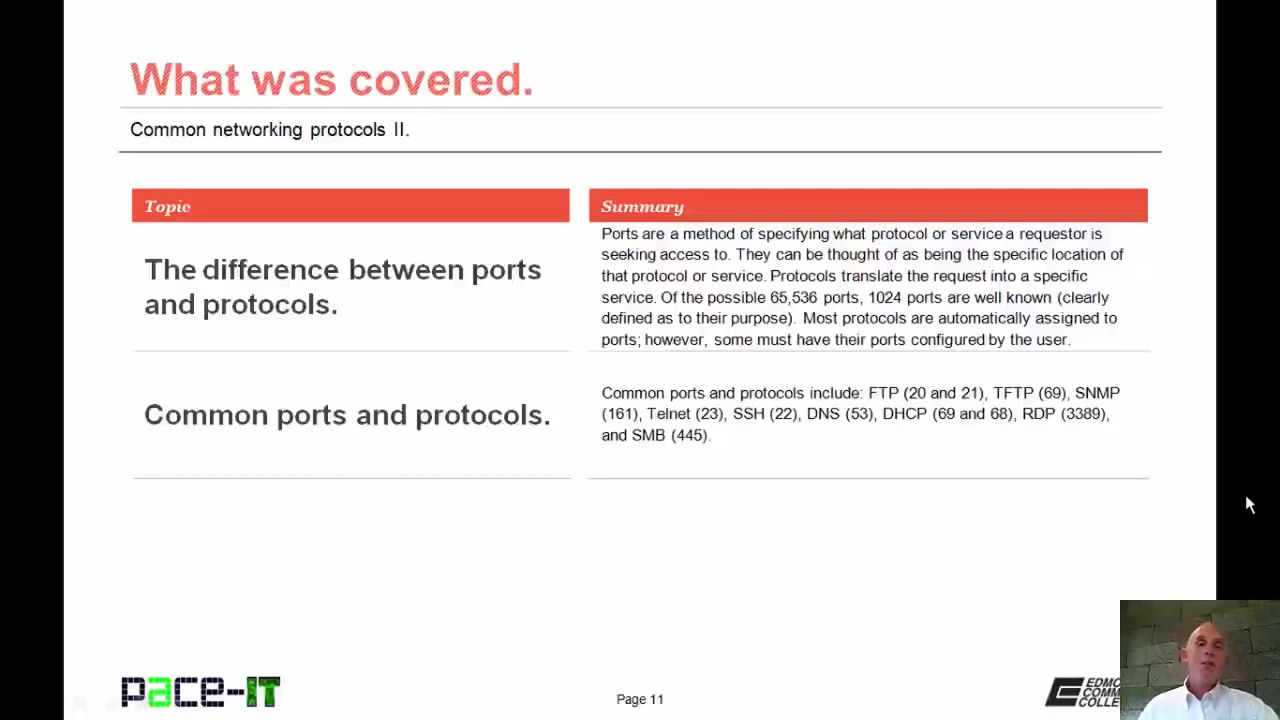 What was covered.
Common networking protocols II.
Topic
Summary
The difference between ports
and protocols.
Ports are a method of specifying what protocol or service a requestor is
seeking access to. They can be thought of as being the specific location of
that protocol or service. Protocols translate the request into a specific
service. Of the possible 65,536 ports, 1024 ports are well known (clearly
defined as to their purpose). Most protocols are automatically assigned to
ports; however, some must have their ports configured by the user.
Common ports and protocols.
Common ports and protocols include: FTP (20 and 21), TFTP (69), SNMP
(161), Telnet (23), SSH (22), DNS (53), DHCP (69 and 68), RDP (3389),
and SMB (445).
pace-IT
Page 11